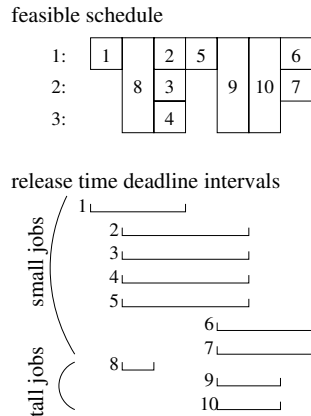 feasible schedule
1: 1 2 5 6
2: 8 3 9 10 7
3: 4
release time deadline intervals
1
2
3
4
5
6
7
8
9
10
small jobs
tall jobs